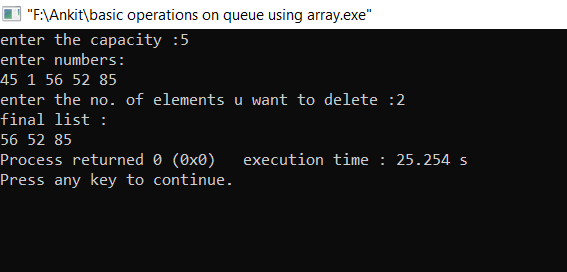 "F:\Ankit\basic operations on queue using array.exe"
enter the capacity :5
enter numbers:
45 1 56 52 85
enter the no. of elements u want to delete :2
final list :
56 52 85
Process returned 0 (0x0)   execution time : 25.254 s
Press any key to continue.